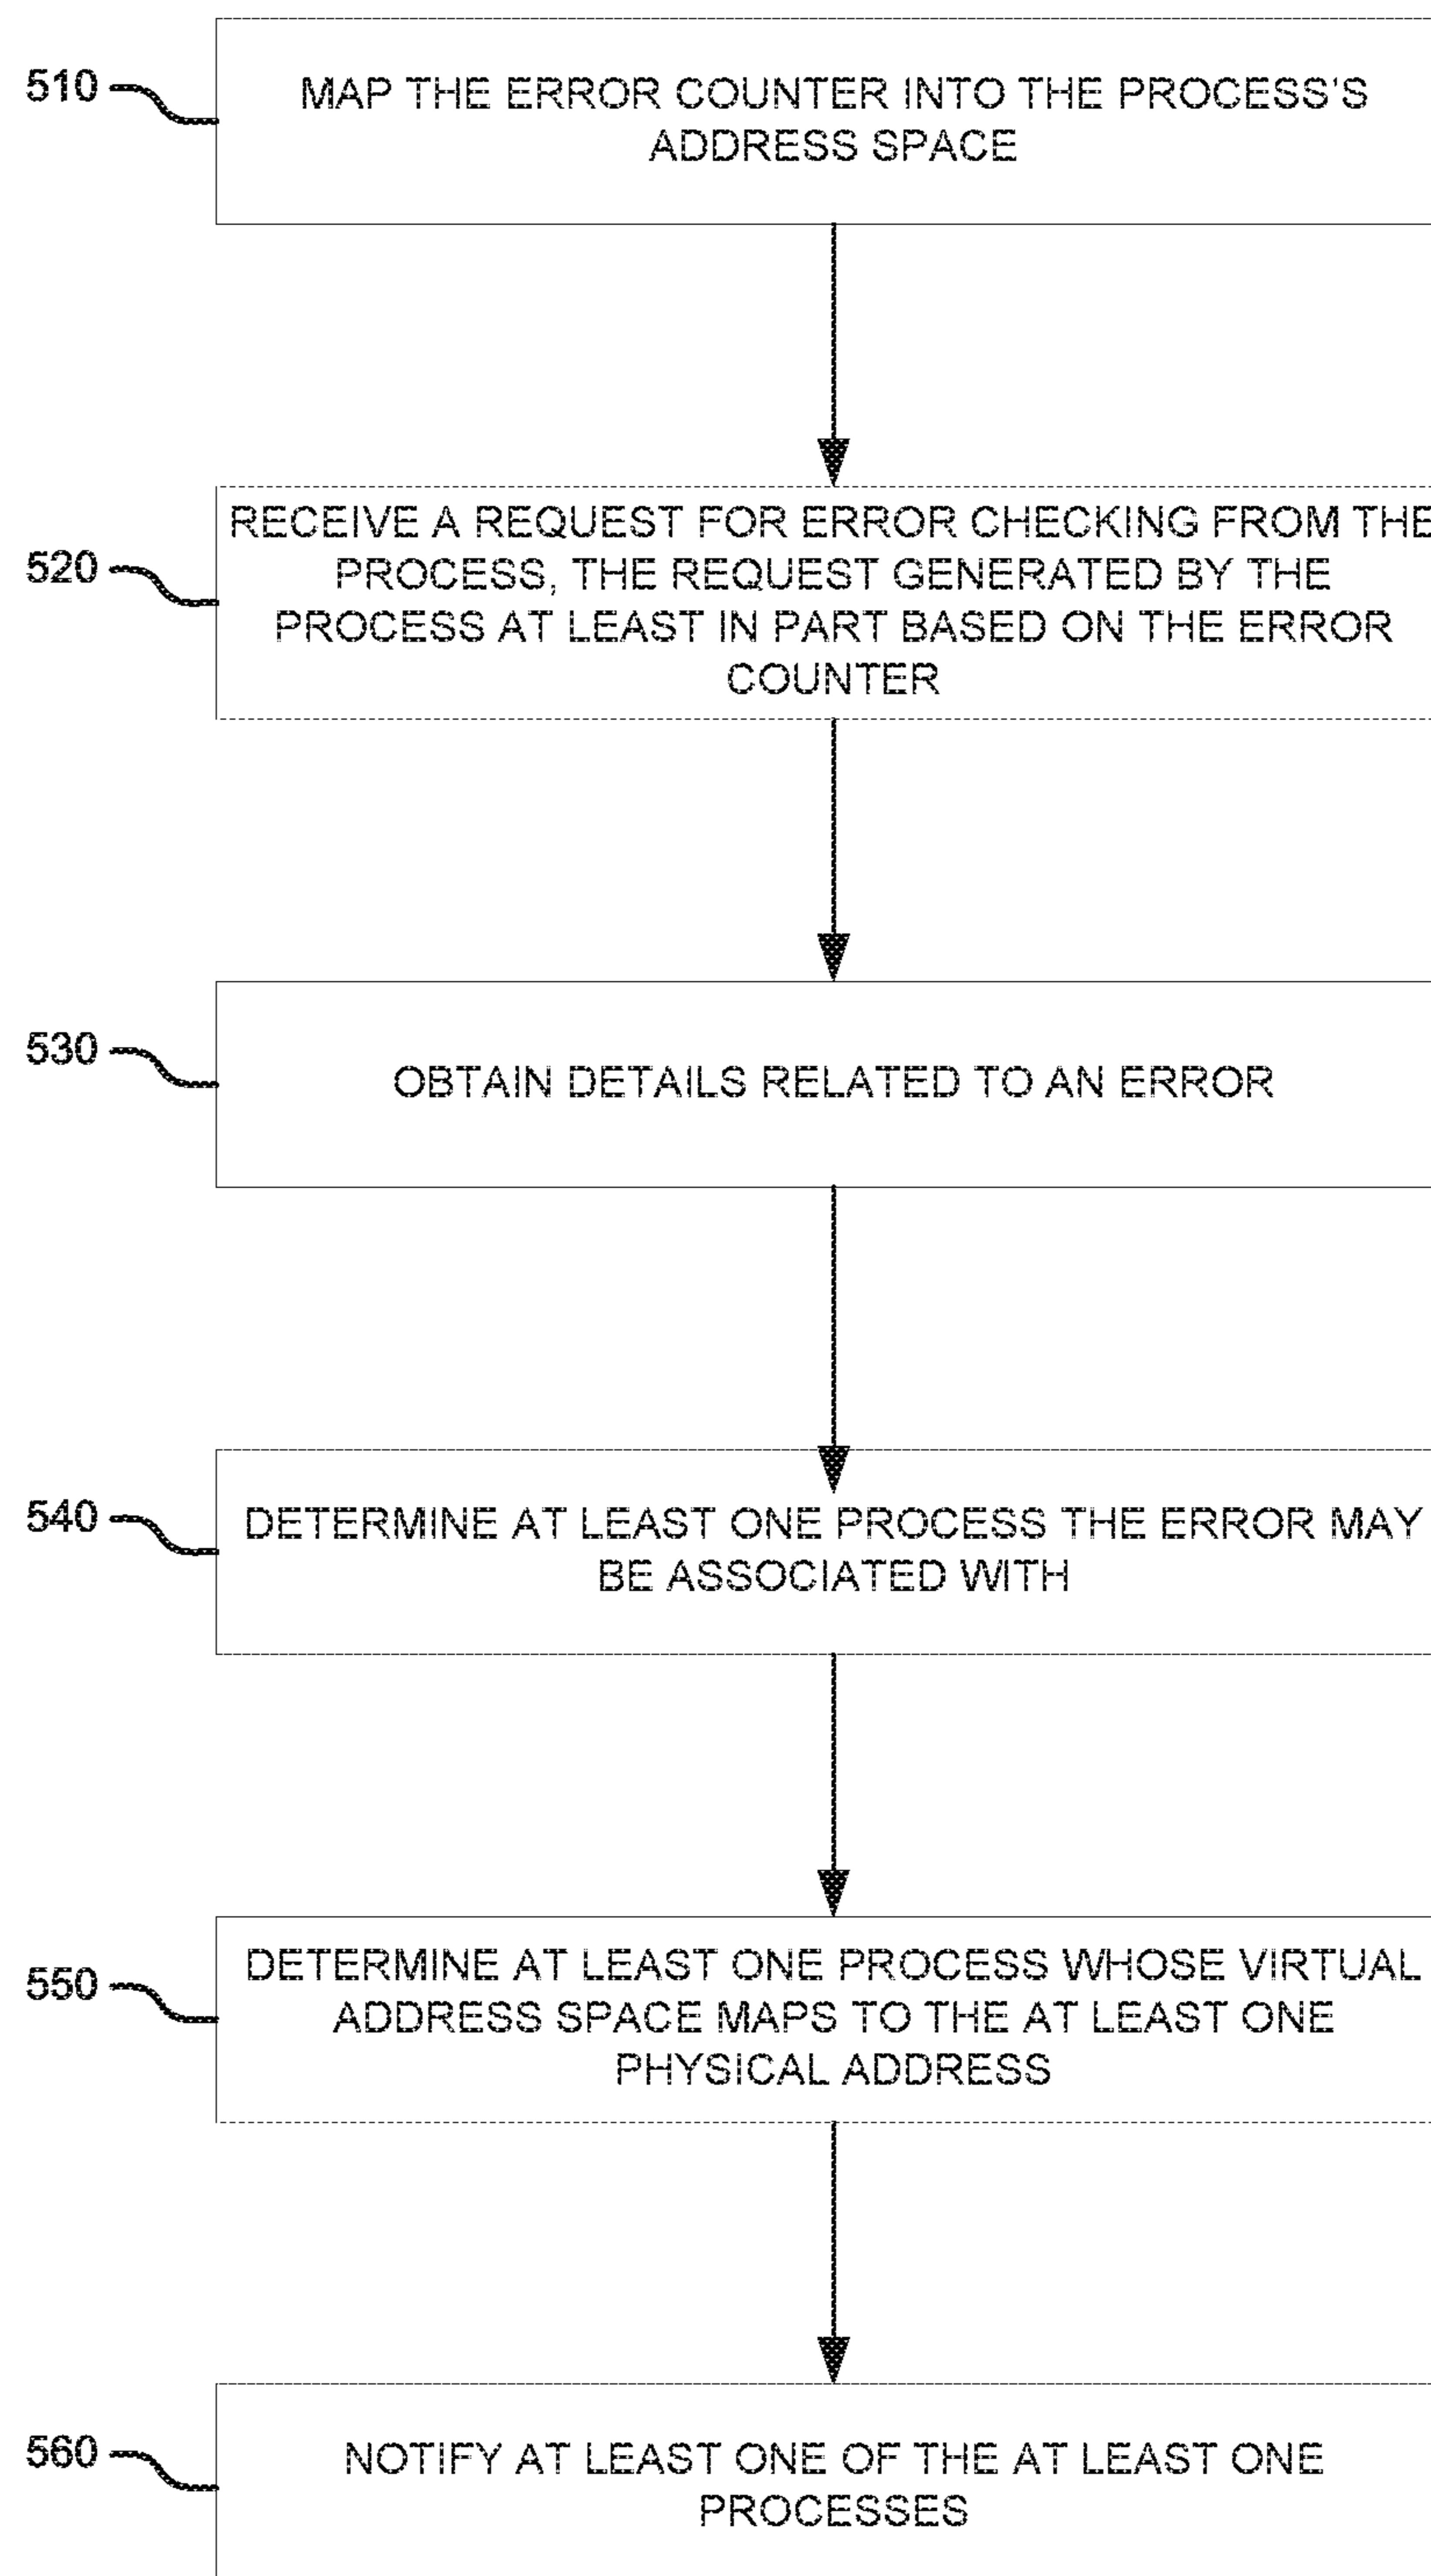 510
MAP THE ERROR COUNTER INTO THE PROCESS'S
ADDRESS SPACE
520
RECEIVE A REQUEST FOR ERROR CHECKING FROM THE
PROCESS, THE REQUEST GENERATED BY THE
PROCESS AT LEAST IN PART BASED ON THE ERROR
COUNTER
530
OBTAIN DETAILS RELATED TO AN ERROR
540
DETERMINE AT LEAST ONE PROCESS THE ERROR MAY
BE ASSOCIATED WITH
550
DETERMINE AT LEAST ONE PROCESS WHOSE VIRTUAL
ADDRESS SPACE MAPS TO THE AT LEAST ONE
PHYSICAL ADDRESS
560
NOTIFY AT LEAST ONE OF THE AT LEAST ONE
PROCESSES